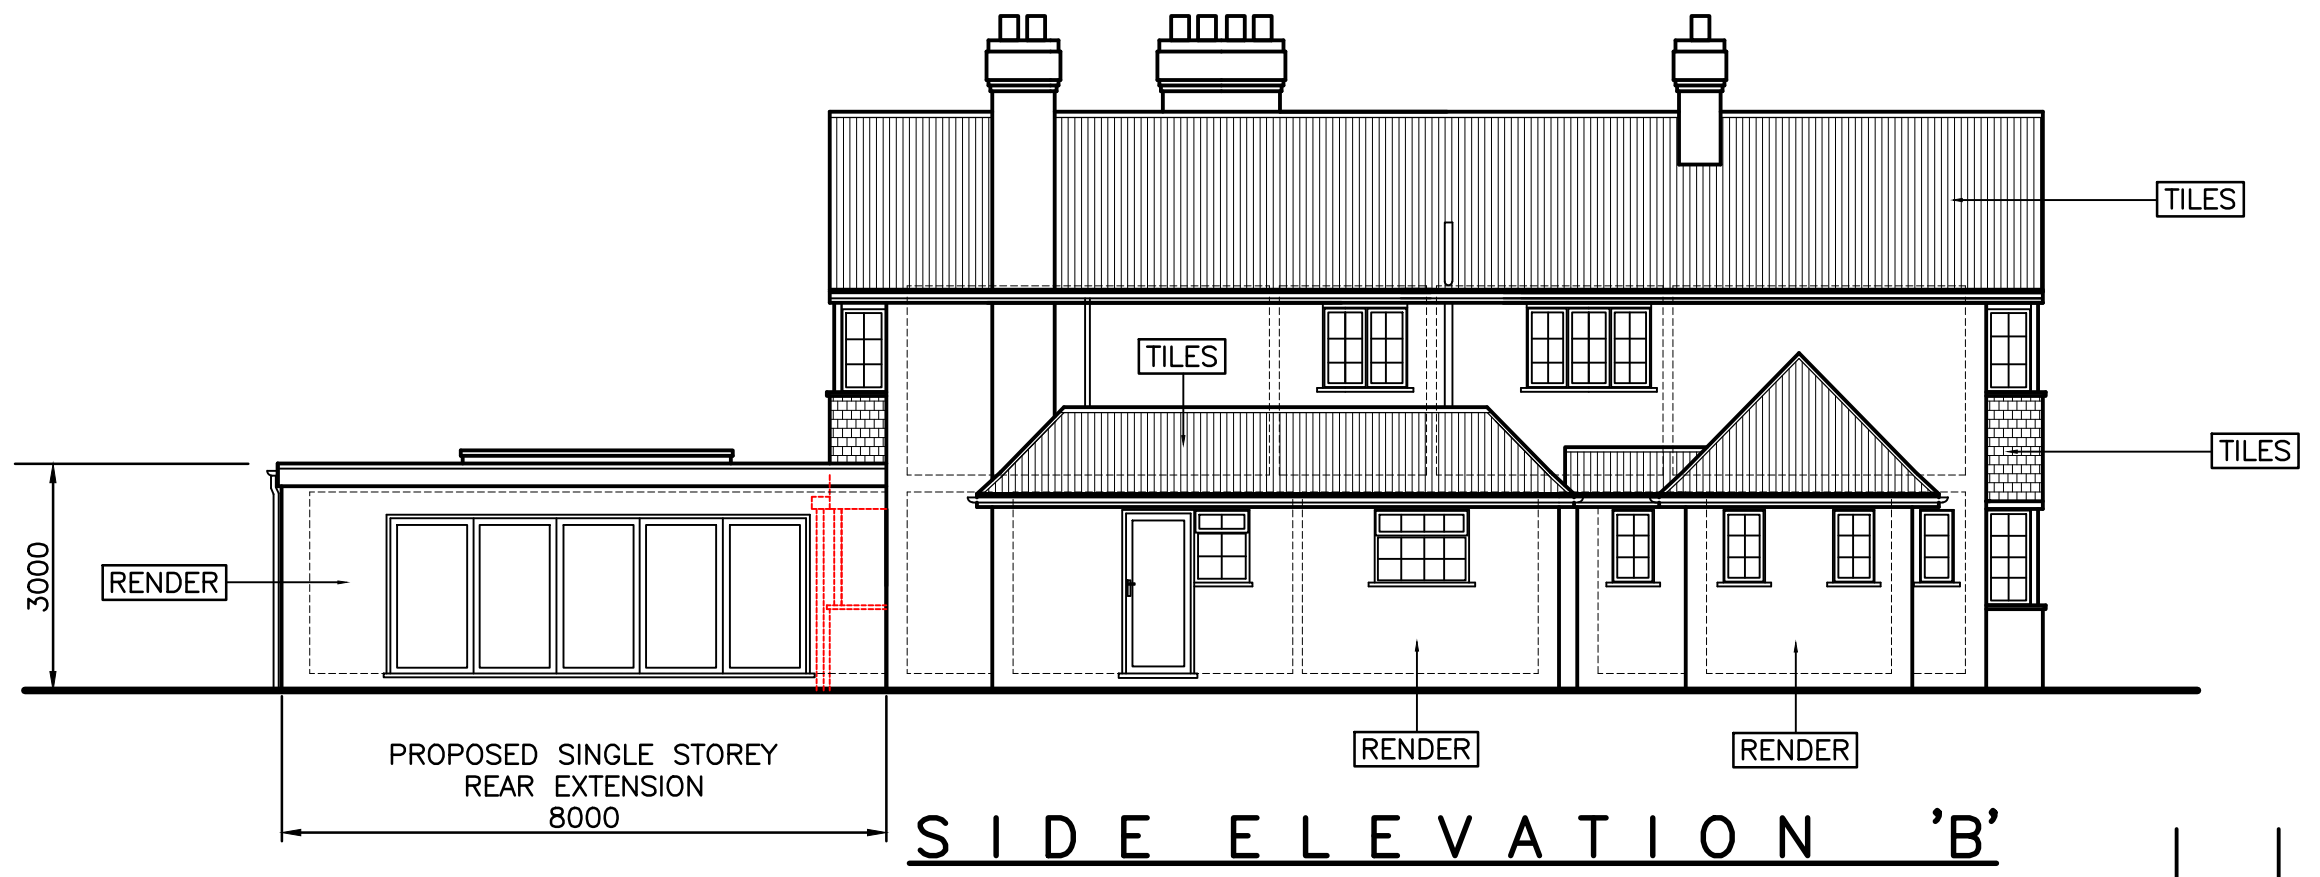 TILES
TILES
TILES
3000
RENDER
RENDER
RENDER
PROPOSED SINGLE STOREY
REAR EXTENSION
8000
SIDE ELEVATION 'B'